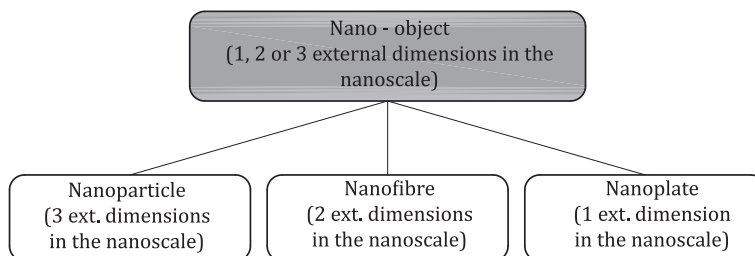 Nano - object
(1, 2 or 3 external dimensions in the
nanoscale)
Nanoparticle
(3 ext. dimensions
in the nanoscale)
Nanofibre
(2 ext. dimensions
in the nanoscale)
Nanoplate
(1 ext. dimension
in the nanoscale)